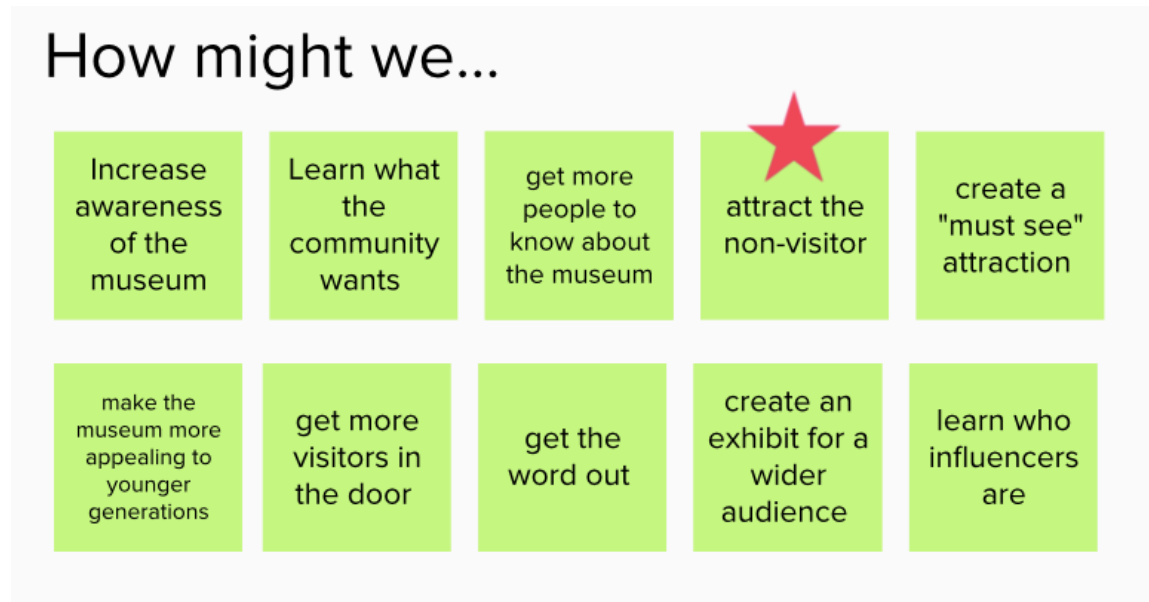 How might we...
Increase
awareness
of the
museum
Learn what
the
community
wants
get more
people to
know about
the museum
attract the
non-visitor
create a
"must see"
attraction
make the
museum more
appealing to
younger
generations
get more
visitors in
the door
get the
word out
create an
exhibit for a
wider
audience
learn who
influencers
are